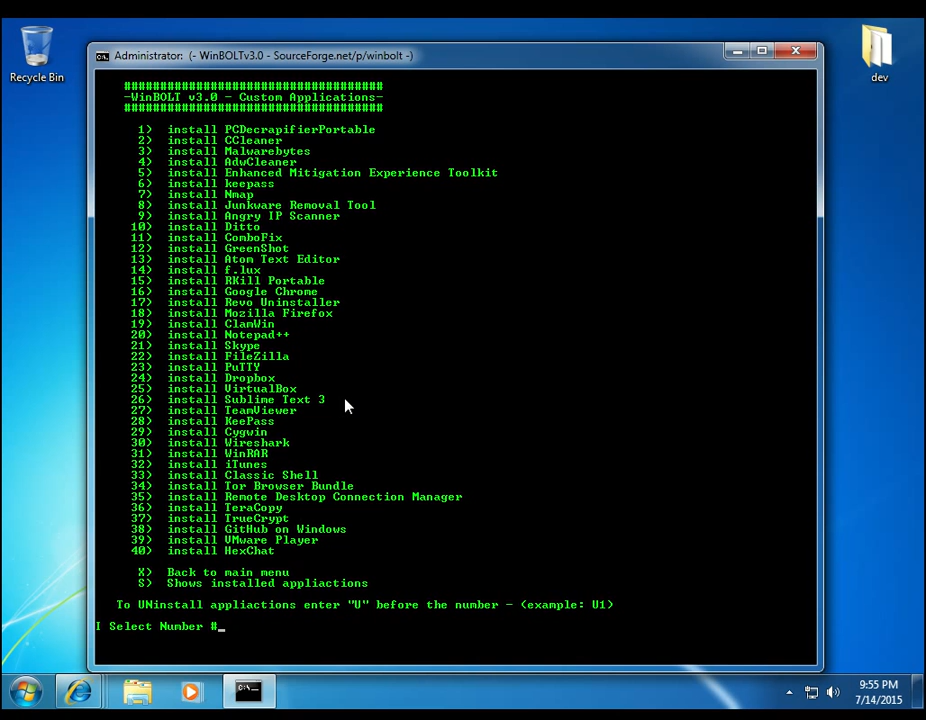 Recycle Bin
dev
Administrator: (- WinBOLTv3.0 - SourceForge.net/p/winbolt -)
####################################
-WinBOLT v3.0 - Custom Applications-
####################################
1) install PCDecrapifierPortable
2) install CCleaner
3) install Malwarebytes
4) install AdwCleaner
5) install Enhanced Mitigation Experience Toolkit
6) install keepass
7) install Nmap
8) install Junkware Removal Tool
9) install Angry IP Scanner
10) install Ditto
11) install ComboFix
12) install GreenShot
13) install Atom Text Editor
14) install f.lux
15) install RKill Portable
16) install Google Chrome
17) install Revo Uninstaller
18) install Mozilla Firefox
19) install ClamWin
20) install Notepad++
21) install Skype
22) install FileZilla
23) install PuTTY
24) install Dropbox
25) install VirtualBox
26) install Sublime Text 3
27) install TeamViewer
28) install KeePass
29) install Cygwin
30) install Wireshark
31) install WinRAR
32) install iTunes
33) install Classic Shell
34) install Tor Browser Bundle
35) install Remote Desktop Connection Manager
36) install TeraCopy
37) install TrueCrypt
38) install GitHub on Windows
39) install VMware Player
40) install HexChat
X) Back to main menu
S) Shows installed appliactions
To UNinstall appliactions enter "U" before the number - (example: U1)
I Select Number #_
9:55 PM
7/14/2015